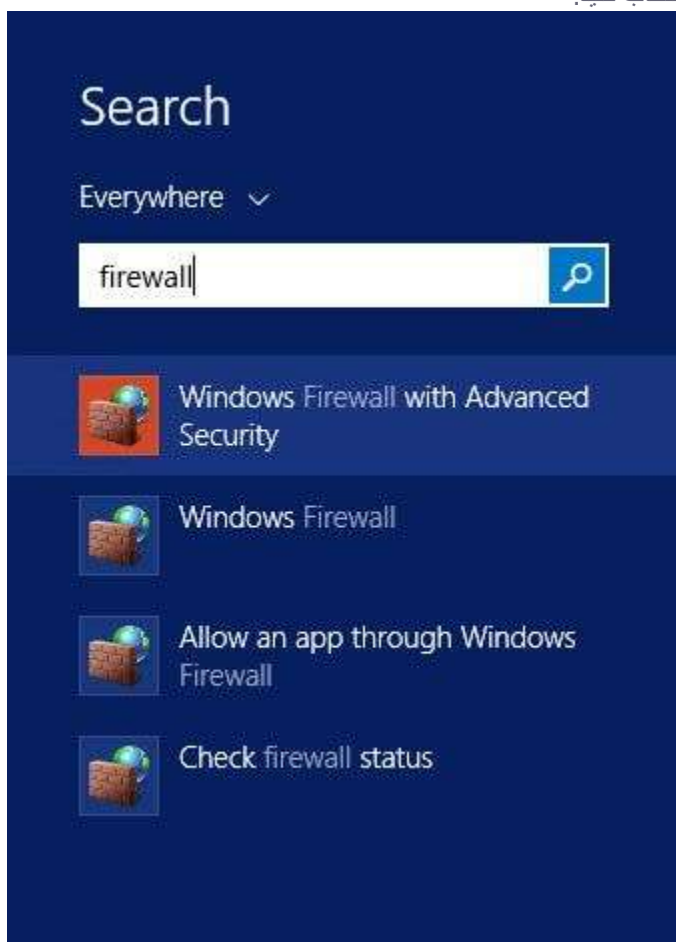 Search
Everywhere
firewall
Windows Firewall with Advanced
Security
Windows Firewall
Allow an app through Windows
Firewall
Check firewall status